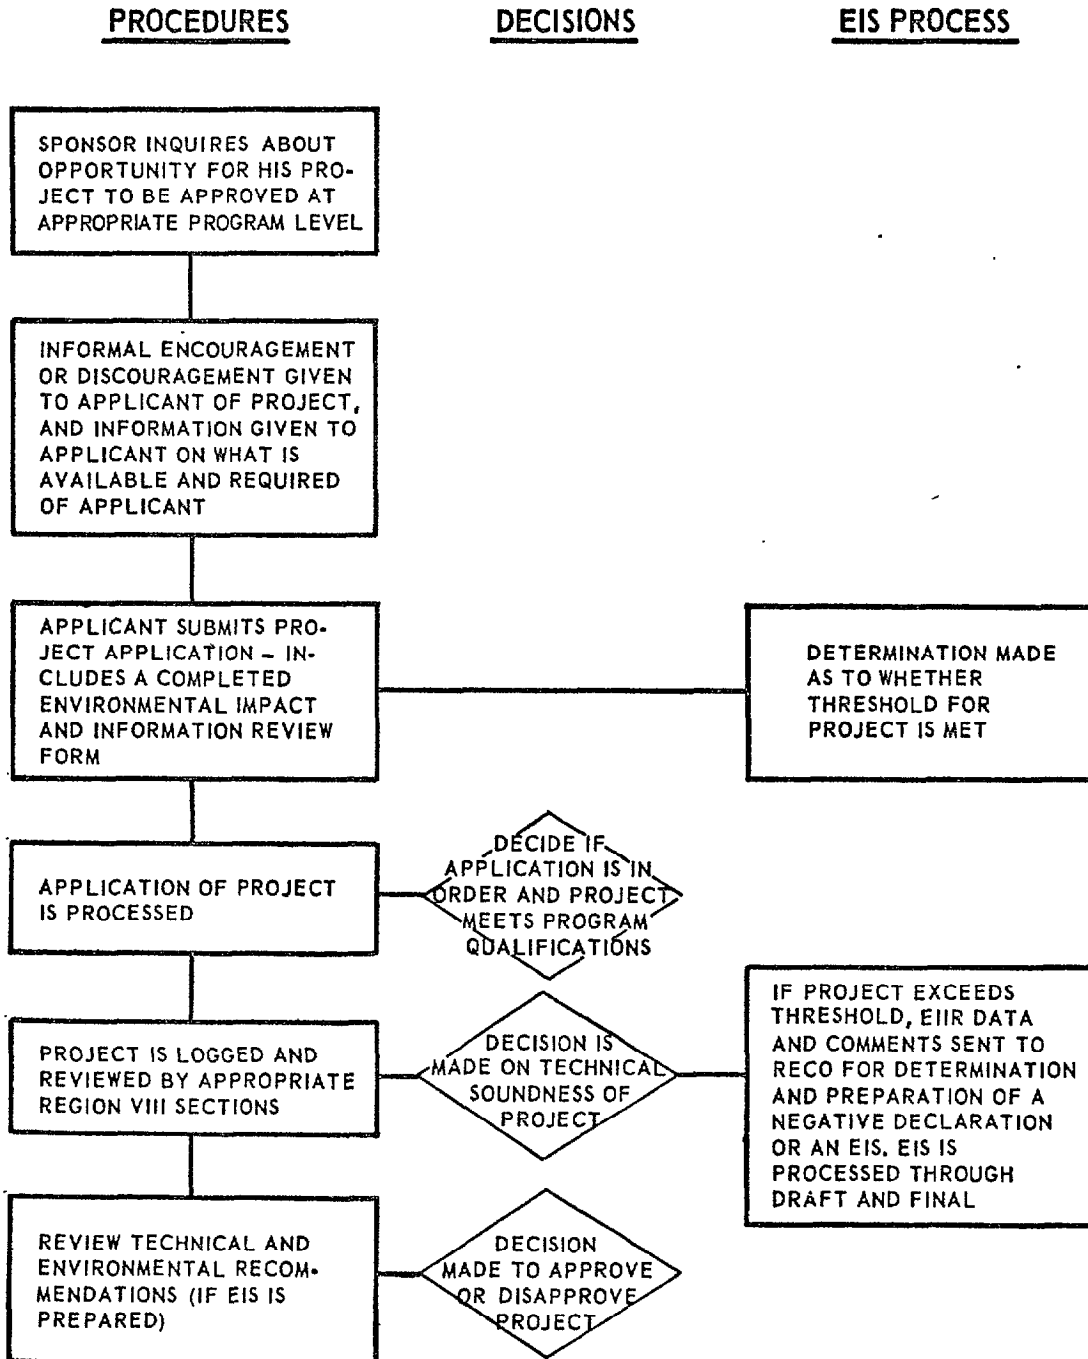 PROCEDURES
DECISIONS
EIS PROCESS
SPONSOR INQUIRES ABOUT
OPPORTUNITY FOR HIS PRO-
JECT TO BE APPROVED AT
APPROPRIATE PROGRAM LEVEL
INFORMAL ENCOURAGEMENT
OR DISCOURAGEMENT GIVEN
TO APPLICANT OF PROJECT,
AND INFORMATION GIVEN TO
APPLICANT ON WHAT IS
AVAILABLE AND REQUIRED
OF APPLICANT
APPLICANT SUBMITS PRO-
JECT APPLICATION – IN-
CLUDES A COMPLETED
ENVIRONMENTAL IMPACT
AND INFORMATION REVIEW
FORM
DETERMINATION MADE
AS TO WHETHER
THRESHOLD FOR
PROJECT IS MET
APPLICATION OF PROJECT
IS PROCESSED
DECIDE IF
APPLICATION IS IN
ORDER AND PROJECT
MEETS PROGRAM
QUALIFICATIONS
PROJECT IS LOGGED AND
REVIEWED BY APPROPRIATE
REGION VIII SECTIONS
DECISION IS
MADE ON TECHNICAL
SOUNDNESS OF
PROJECT
IF PROJECT EXCEEDS
THRESHOLD, EIIR DATA
AND COMMENTS SENT TO
RECO FOR DETERMINATION
AND PREPARATION OF A
NEGATIVE DECLARATION
OR AN EIS. EIS IS
PROCESSED THROUGH
DRAFT AND FINAL
REVIEW TECHNICAL AND
ENVIRONMENTAL RECOM-
MENDATIONS (IF EIS IS
PREPARED)
DECISION
MADE TO APPROVE
OR DISAPPROVE
PROJECT